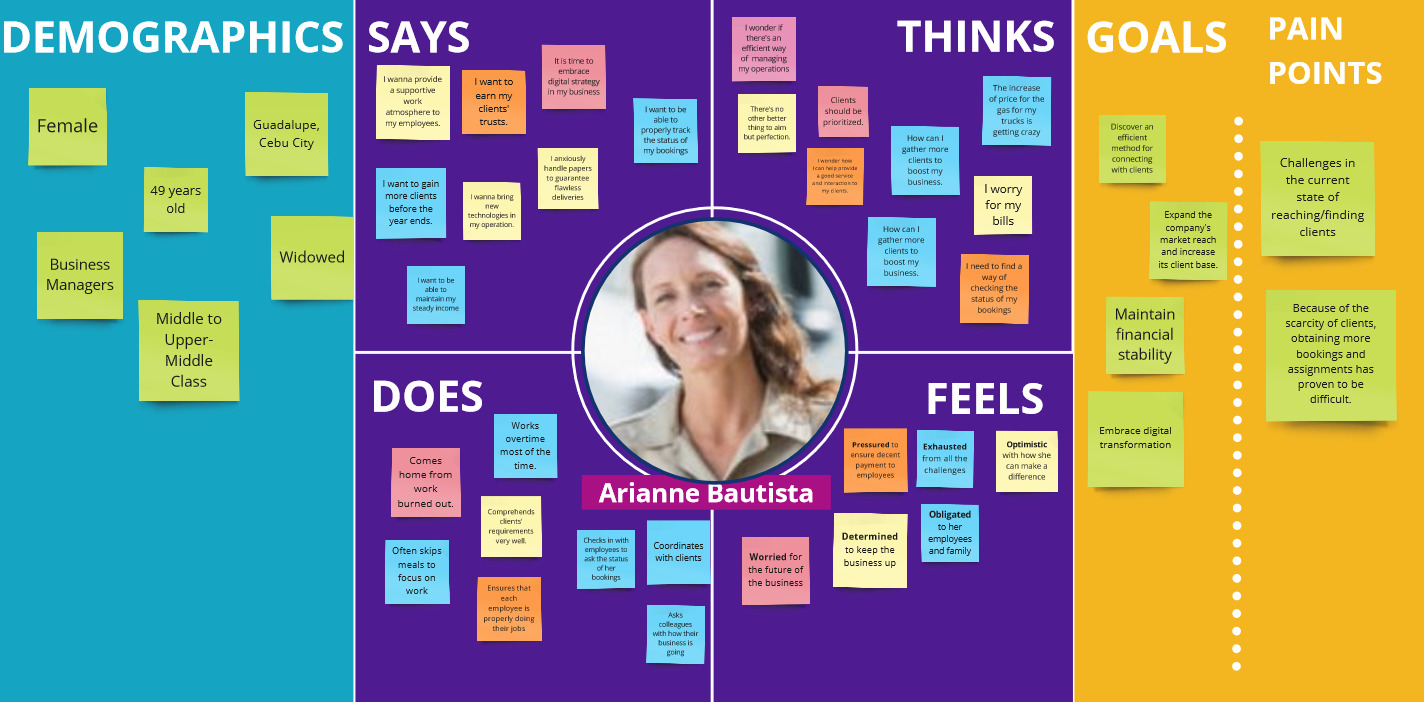 DEMOGRAPHICS
Female
Guadalupe,
Cebu City
49 years
old
Business
Managers
Widowed
Middle to
Upper-
Middle
Class
SAYS
I wanna provide
a supportive
work
atmosphere to
my employees.
I want to
earn my
clients'
trusts.
It is time to
embrace
digital strategy
in my business
I want to be
able to
properly track
the status of
my bookings
I anxiously
handle papers
to guarantee
flawless
deliveries
I want to gain
more clients
before the
year ends.
I wanna bring
new
technologies in
my operation.
I want to be
able to
maintain my
steady income
THINKS
I wonder if
there's an
efficient way
of managing
my operations
There's no
other better
thing to aim
but perfection.
Clients
should be
prioritized.
The increase
of price for the
gas for my
trucks is
getting crazy
How can I
gather more
clients to
boost my
business.
I wonder how
I can help provide
a good service
and interaction to
my clients.
I worry
for my
bills
How can I
gather more
clients to
boost my
business.
I need to find a
way of
checking the
status of my
bookings
Arianne Bautista
DOES
Works
overtime
most of the
time.
Comes
home from
work
burned out.
Comprehends
clients'
requirements
very well.
Often skips
meals to
focus on
work
Ensures that
each
employee is
properly doing
their jobs
Checks in with
employees to
ask the status
of her
bookings
Coordinates
with clients
Asks
colleagues
with how their
business is
going
FEELS
Pressured to
ensure decent
payment to
employees
Exhausted
from all the
challenges
Optimistic
with how she
can make a
difference
Obligated
to her
employees
and family
Determined
to keep the
business up
Worried for
the future of
the business
GOALS
Discover an
efficient
method for
connecting
with clients
Expand the
company's
market reach
and increase
its client base.
Maintain
financial
stability
Embrace digital
transformation
PAIN
POINTS
Challenges in
the current
state of
reaching/finding
clients
Because of the
scarcity of clients,
obtaining more
bookings and
assignments has
proven to be
difficult.